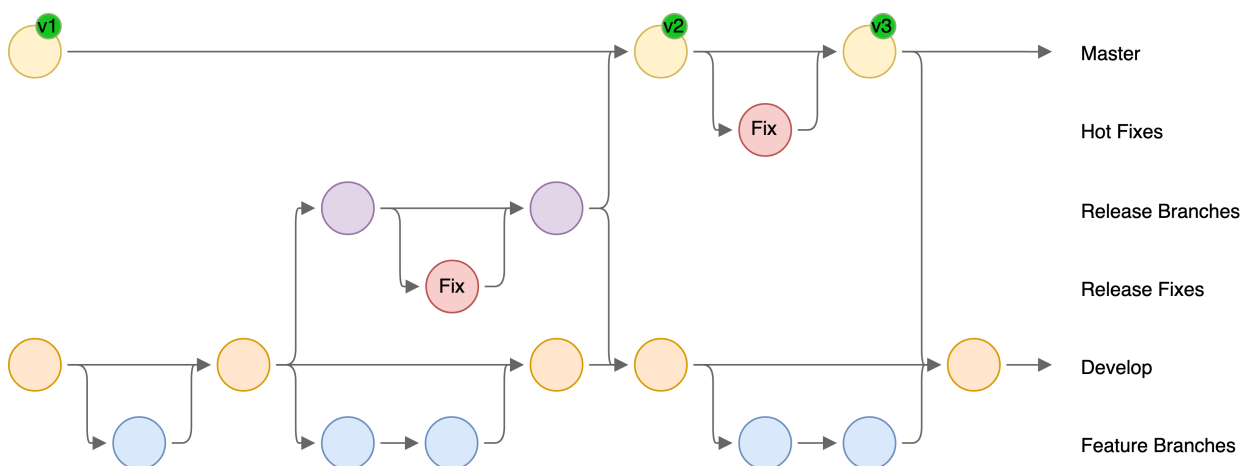 v1
v2
v3
Master
Fix
Hot Fixes
Release Branches
Fix
Release Fixes
Develop
Feature Branches